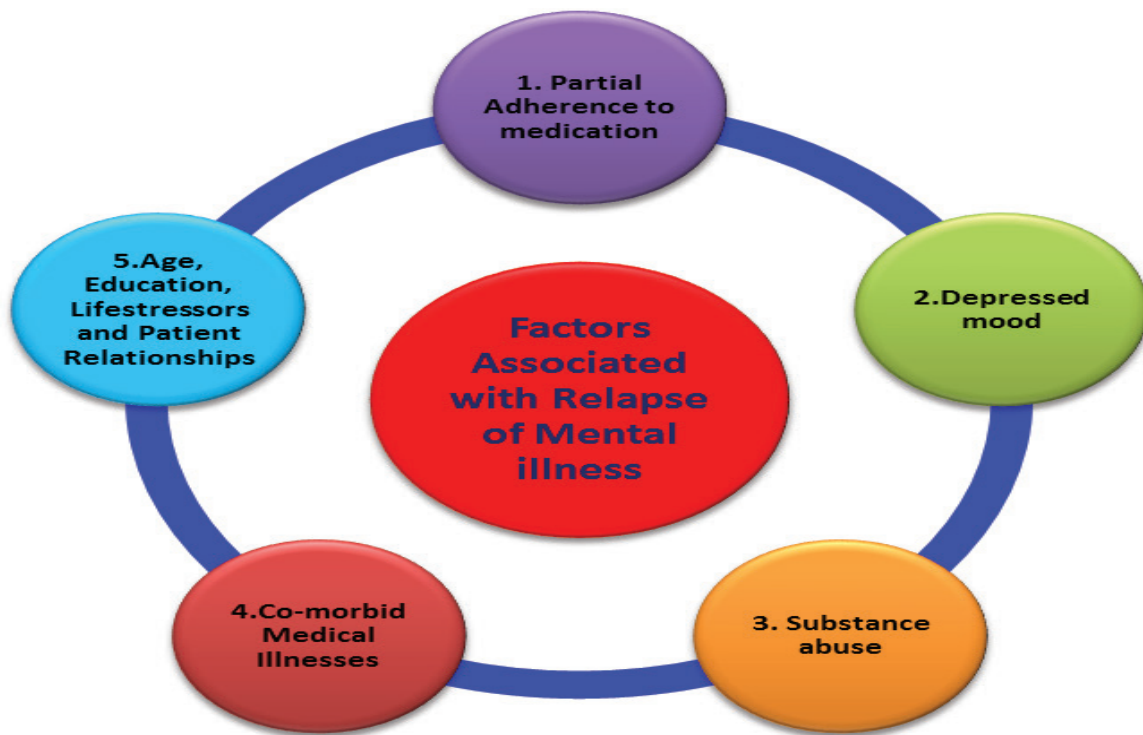 1. Partial
Adherence to
medication
2.Depressed
mood
3. Substance
abuse
4.Co-morbid
Medical
Illnesses
5.Age,
Education,
Lifestressors
and Patient
Relationships
Factors
Associated
with Relapse
of Mental
illness